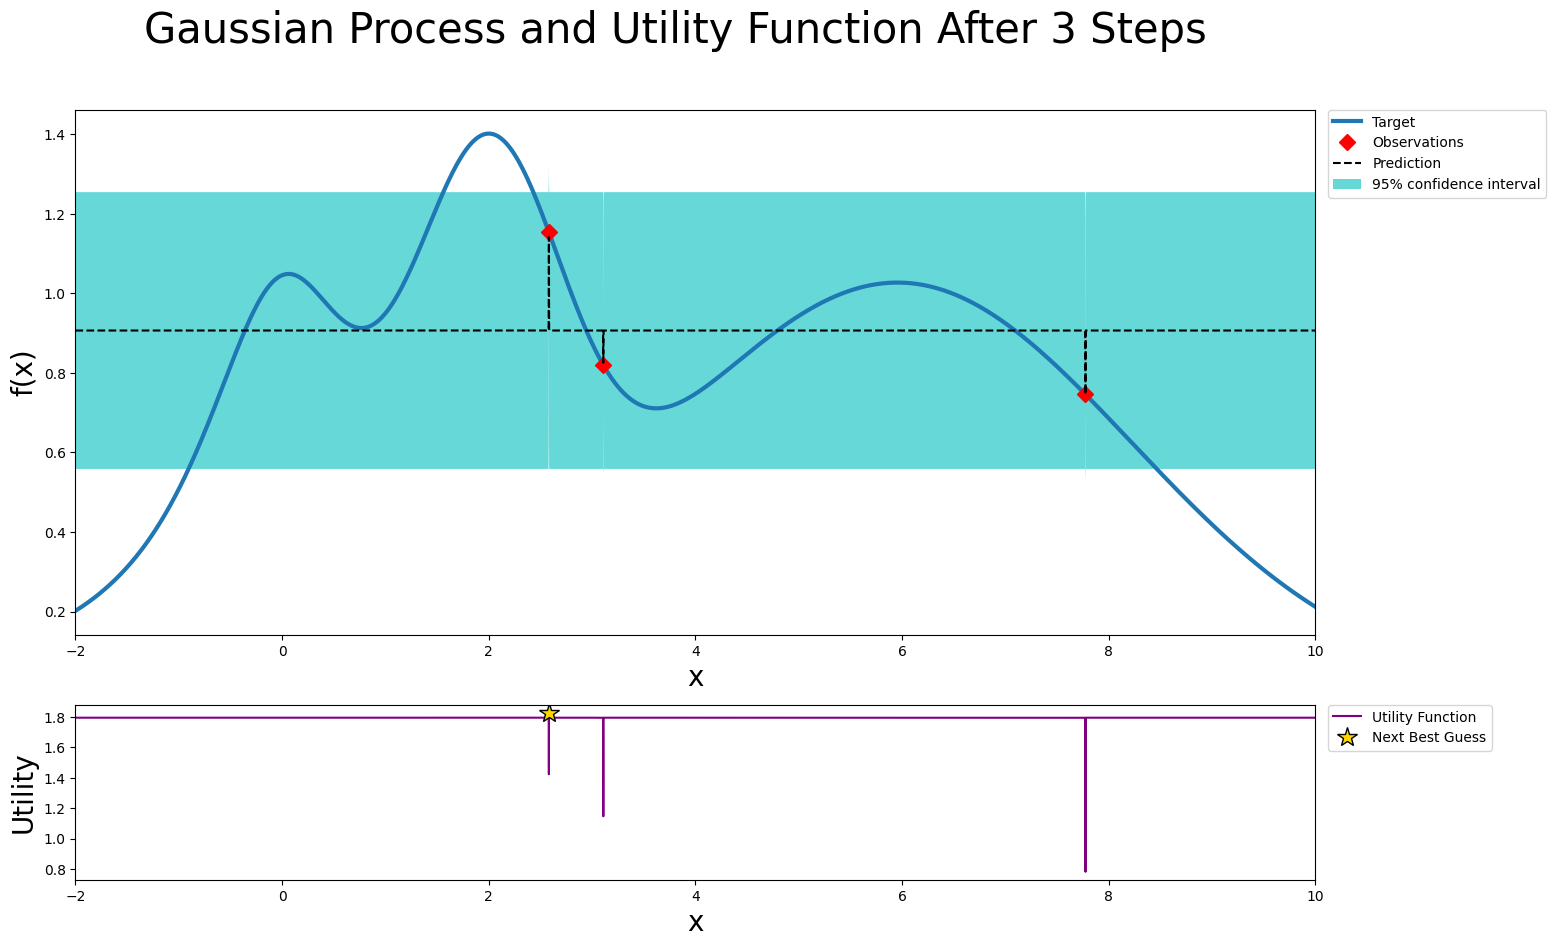 Gaussian Process and Utility Function After 3 Steps
1.4
1.2
1.0
0.8
0.6
0.4
0.2
f(x)
−2 0 2 4 6 8 10
x
Target
Observations
Prediction
95% confidence interval
1.8
1.6
1.4
1.2
1.0
0.8
Utility
−2 0 2 4 6 8 10
x
Utility Function
Next Best Guess